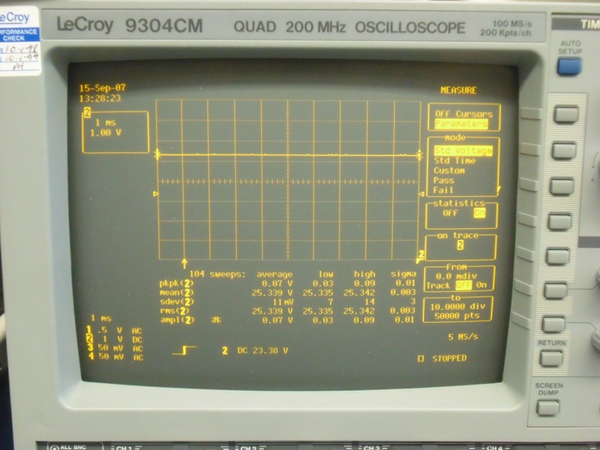 LeCroy
PERFORMANCE
CHECK
LeCroy 9304CM QUAD 200 MHz OSCILLOSCOPE
100 MS/s
200 Kpts/ch
TIM
AUTO
SETUP
15-Sep-07
13:28:23
MEASURE
2
1 ms
1.00 V
OFF Cursors
Parameters
mode
Std Voltage
Std Time
Custom
Pass
Fail
statistics
OFF On
on trace
2
2
from
0.0 mdiv
Track OFF On
to
10.0000 div
50000 pts
104 sweeps: average low high sigma
pkpk(2) 0.07 V 0.03 0.09 0.01
mean(2) 25.339 V 25.335 25.342 0.003
sdev(2) 11mV 7 14 3
rms(2) 25.339 V 25.335 25.342 0.003
ampl(2) 0.07 V 0.03 0.09 0.01
1 ms
1 .5 V AC
2 1 V DC
3 50 mV AC
4 50 mV AC
2 DC 23.38 V
5 MS/s
STOPPED
RETURN
SCREEN
DUMP
ALL BNC
CH 1
CH 2
CH 3
CH 4